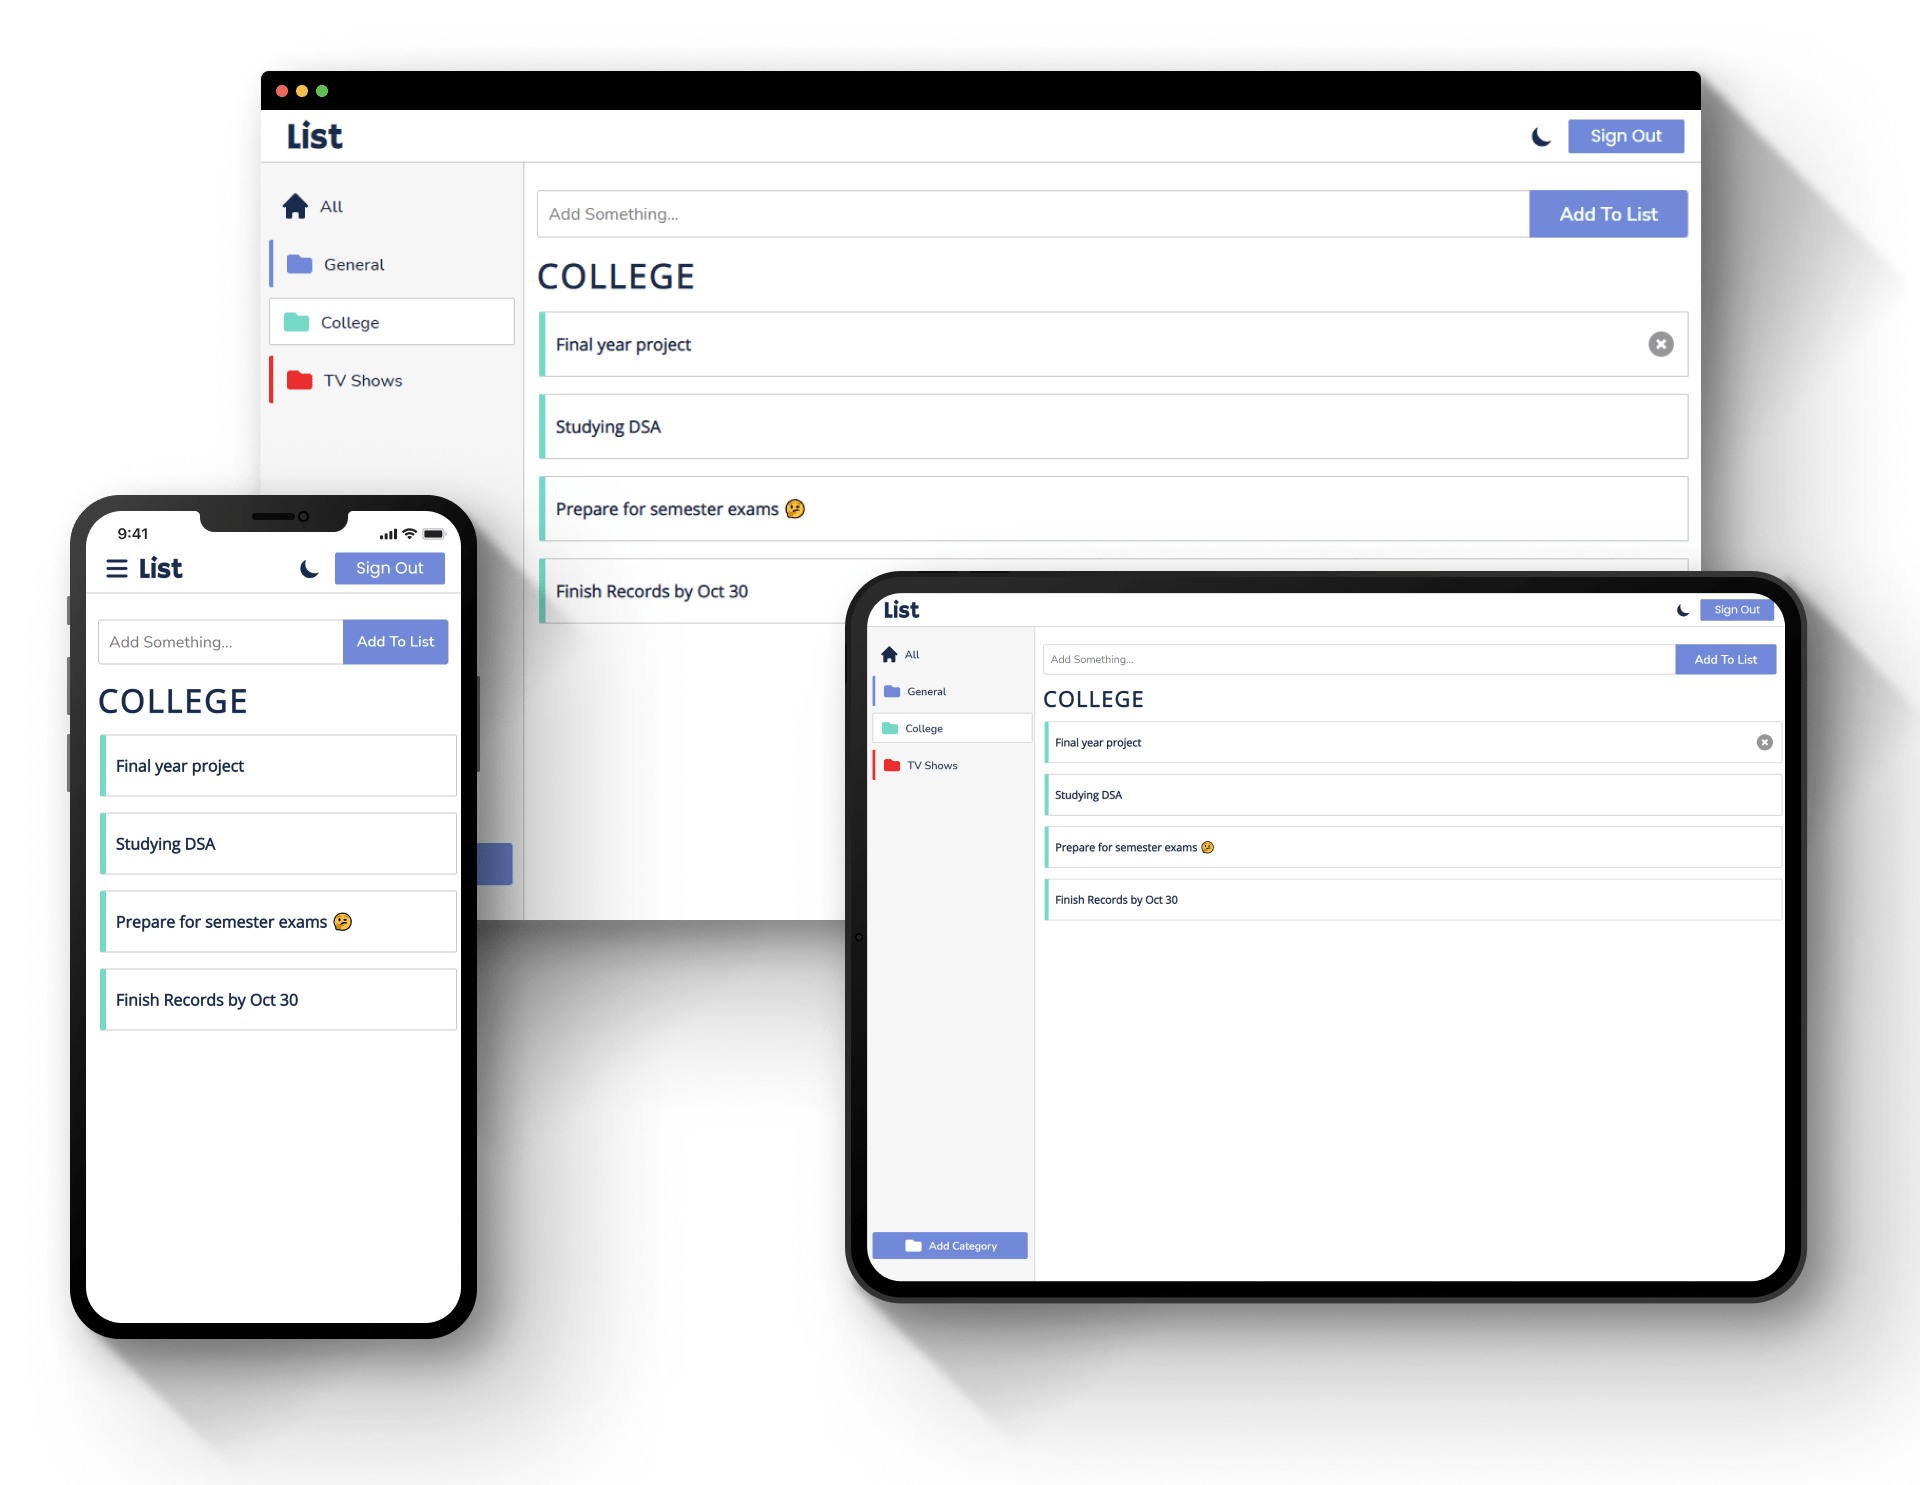 List
Sign Out
All
General
College
TV Shows
Add Something...
Add To List
COLLEGE
Final year project
Studying DSA
Prepare for semester exams 🤔
Finish Records by Oct 30
9:41
List
Sign Out
Add Something...
Add To List
COLLEGE
Final year project
Studying DSA
Prepare for semester exams 🤔
Finish Records by Oct 30
List
Sign Out
All
General
College
TV Shows
Add Category
Add Something...
Add To List
COLLEGE
Final year project
Studying DSA
Prepare for semester exams 🤔
Finish Records by Oct 30